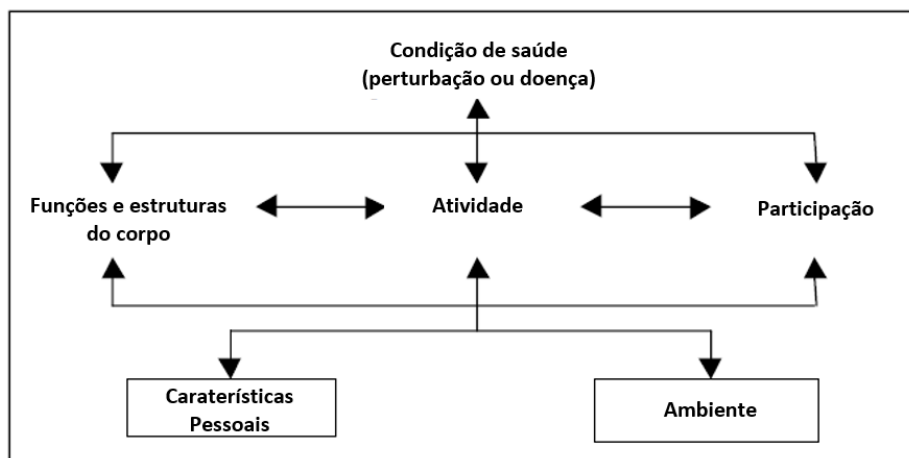 Condição de saúde
(perturbação ou doença)
Funções e estruturas
do corpo
Atividade
Participação
Caraterísticas
Pessoais
Ambiente